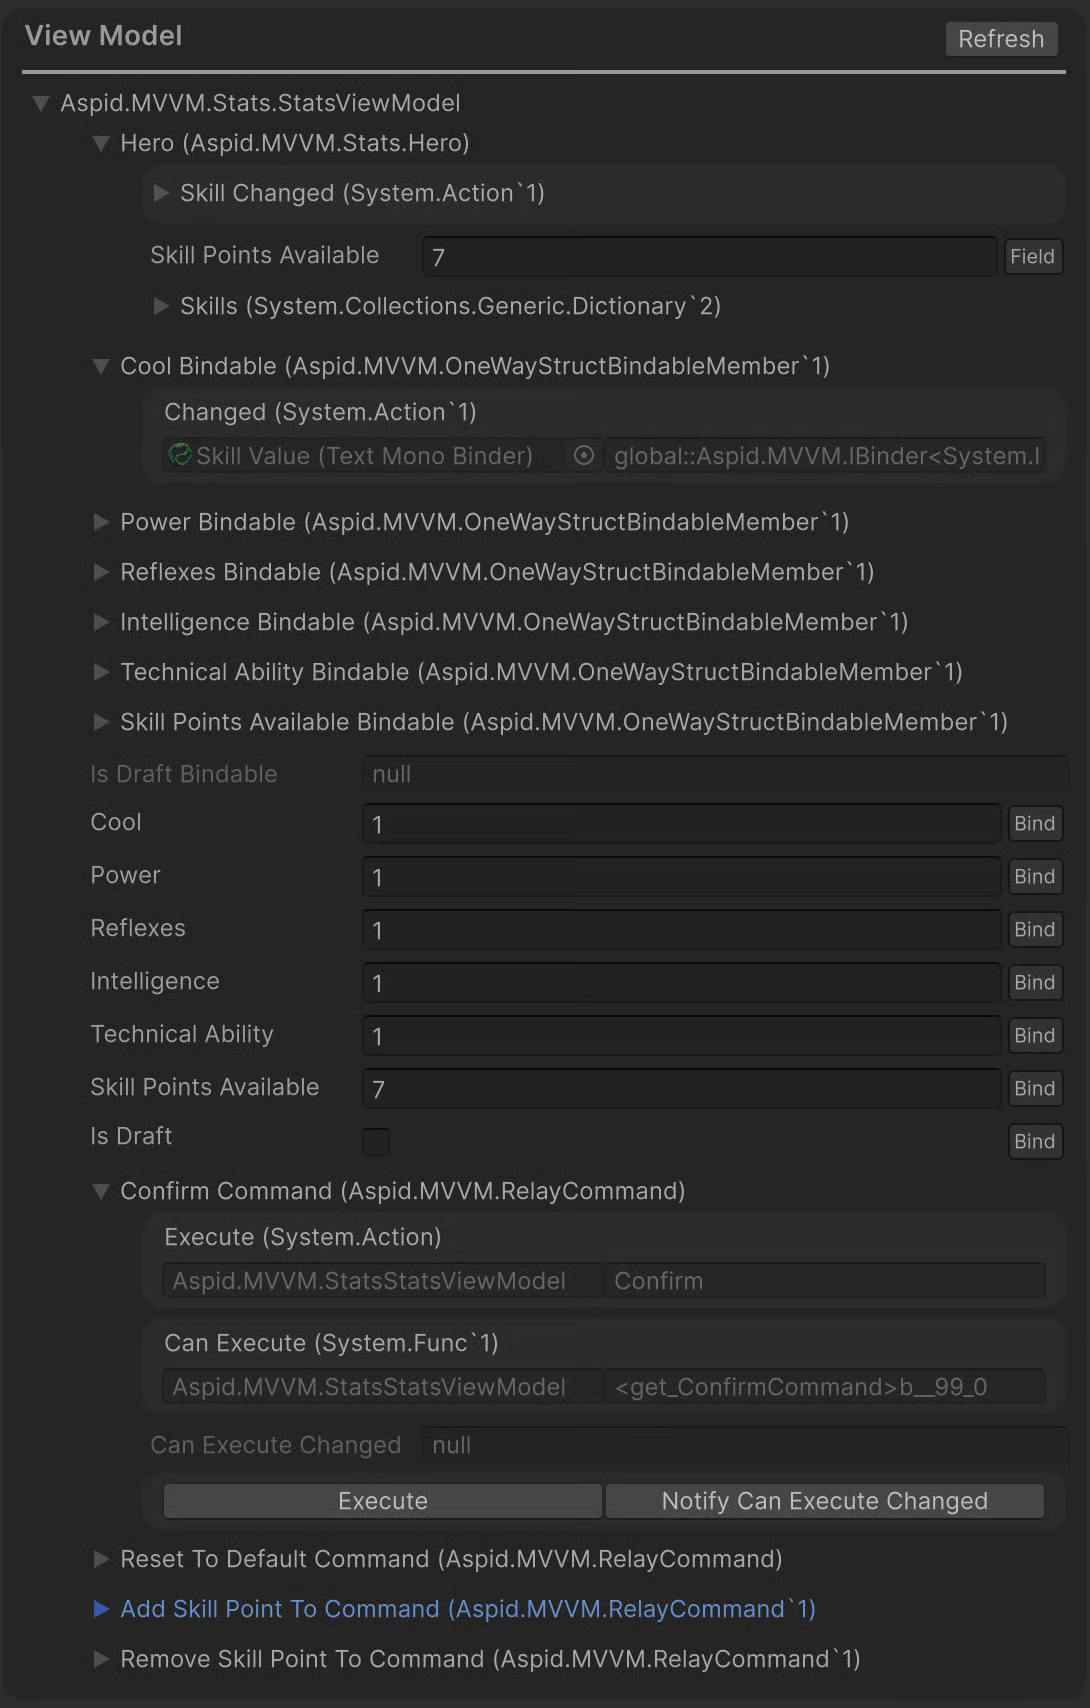 View Model
Refresh
Aspid.MVVM.Stats.StatsViewModel
Hero (Aspid.MVVM.Stats.Hero)
Skill Changed (System.Action`1)
Skill Points Available 7 Field
Skills (System.Collections.Generic.Dictionary`2)
Cool Bindable (Aspid.MVVM.OneWayStructBindableMember`1)
Changed (System.Action`1)
Skill Value (Text Mono Binder) global::Aspid.MVVM.IBinder<System.I
Power Bindable (Aspid.MVVM.OneWayStructBindableMember`1)
Reflexes Bindable (Aspid.MVVM.OneWayStructBindableMember`1)
Intelligence Bindable (Aspid.MVVM.OneWayStructBindableMember`1)
Technical Ability Bindable (Aspid.MVVM.OneWayStructBindableMember`1)
Skill Points Available Bindable (Aspid.MVVM.OneWayStructBindableMember`1)
Is Draft Bindable null
Cool 1 Bind
Power 1 Bind
Reflexes 1 Bind
Intelligence 1 Bind
Technical Ability 1 Bind
Skill Points Available 7 Bind
Is Draft Bind
Confirm Command (Aspid.MVVM.RelayCommand)
Execute (System.Action)
Aspid.MVVM.StatsStatsViewModel Confirm
Can Execute (System.Func`1)
Aspid.MVVM.StatsStatsViewModel <get_ConfirmCommand>b__99_0
Can Execute Changed null
Execute Notify Can Execute Changed
Reset To Default Command (Aspid.MVVM.RelayCommand)
Add Skill Point To Command (Aspid.MVVM.RelayCommand`1)
Remove Skill Point To Command (Aspid.MVVM.RelayCommand`1)